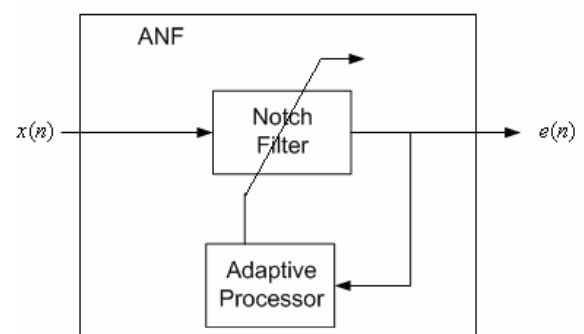 ANF
x(n)
Notch
Filter
e(n)
Adaptive
Processor